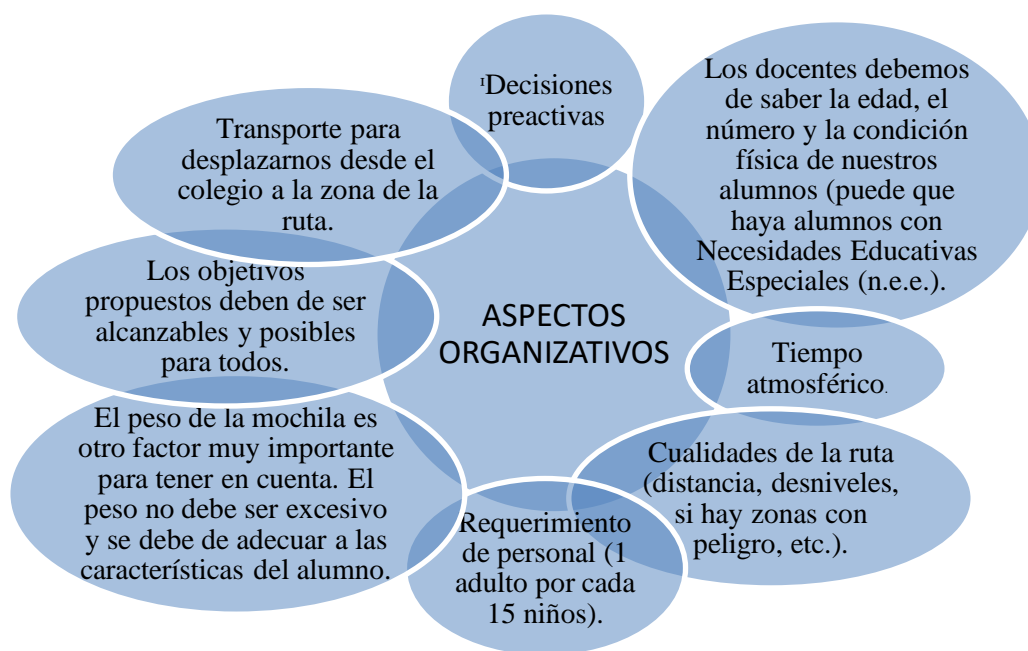 ¹Decisiones
preactivas
Los docentes debemos
de saber la edad, el
número y la condición
física de nuestros
alumnos (puede que
haya alumnos con
Necesidades Educativas
Especiales (n.e.e.).
Tiempo
atmosférico.
Cualidades de la ruta
(distancia, desniveles,
si hay zonas con
peligro, etc.).
Requerimiento
de personal (1
adulto por cada
15 niños).
El peso de la mochila es
otro factor muy importante
para tener en cuenta. El
peso no debe ser excesivo
y se debe de adecuar a las
características del alumno.
Los objetivos
propuestos deben de ser
alcanzables y posibles
para todos.
Transporte para
desplazarnos desde el
colegio a la zona de la
ruta.
ASPECTOS
ORGANIZATIVOS